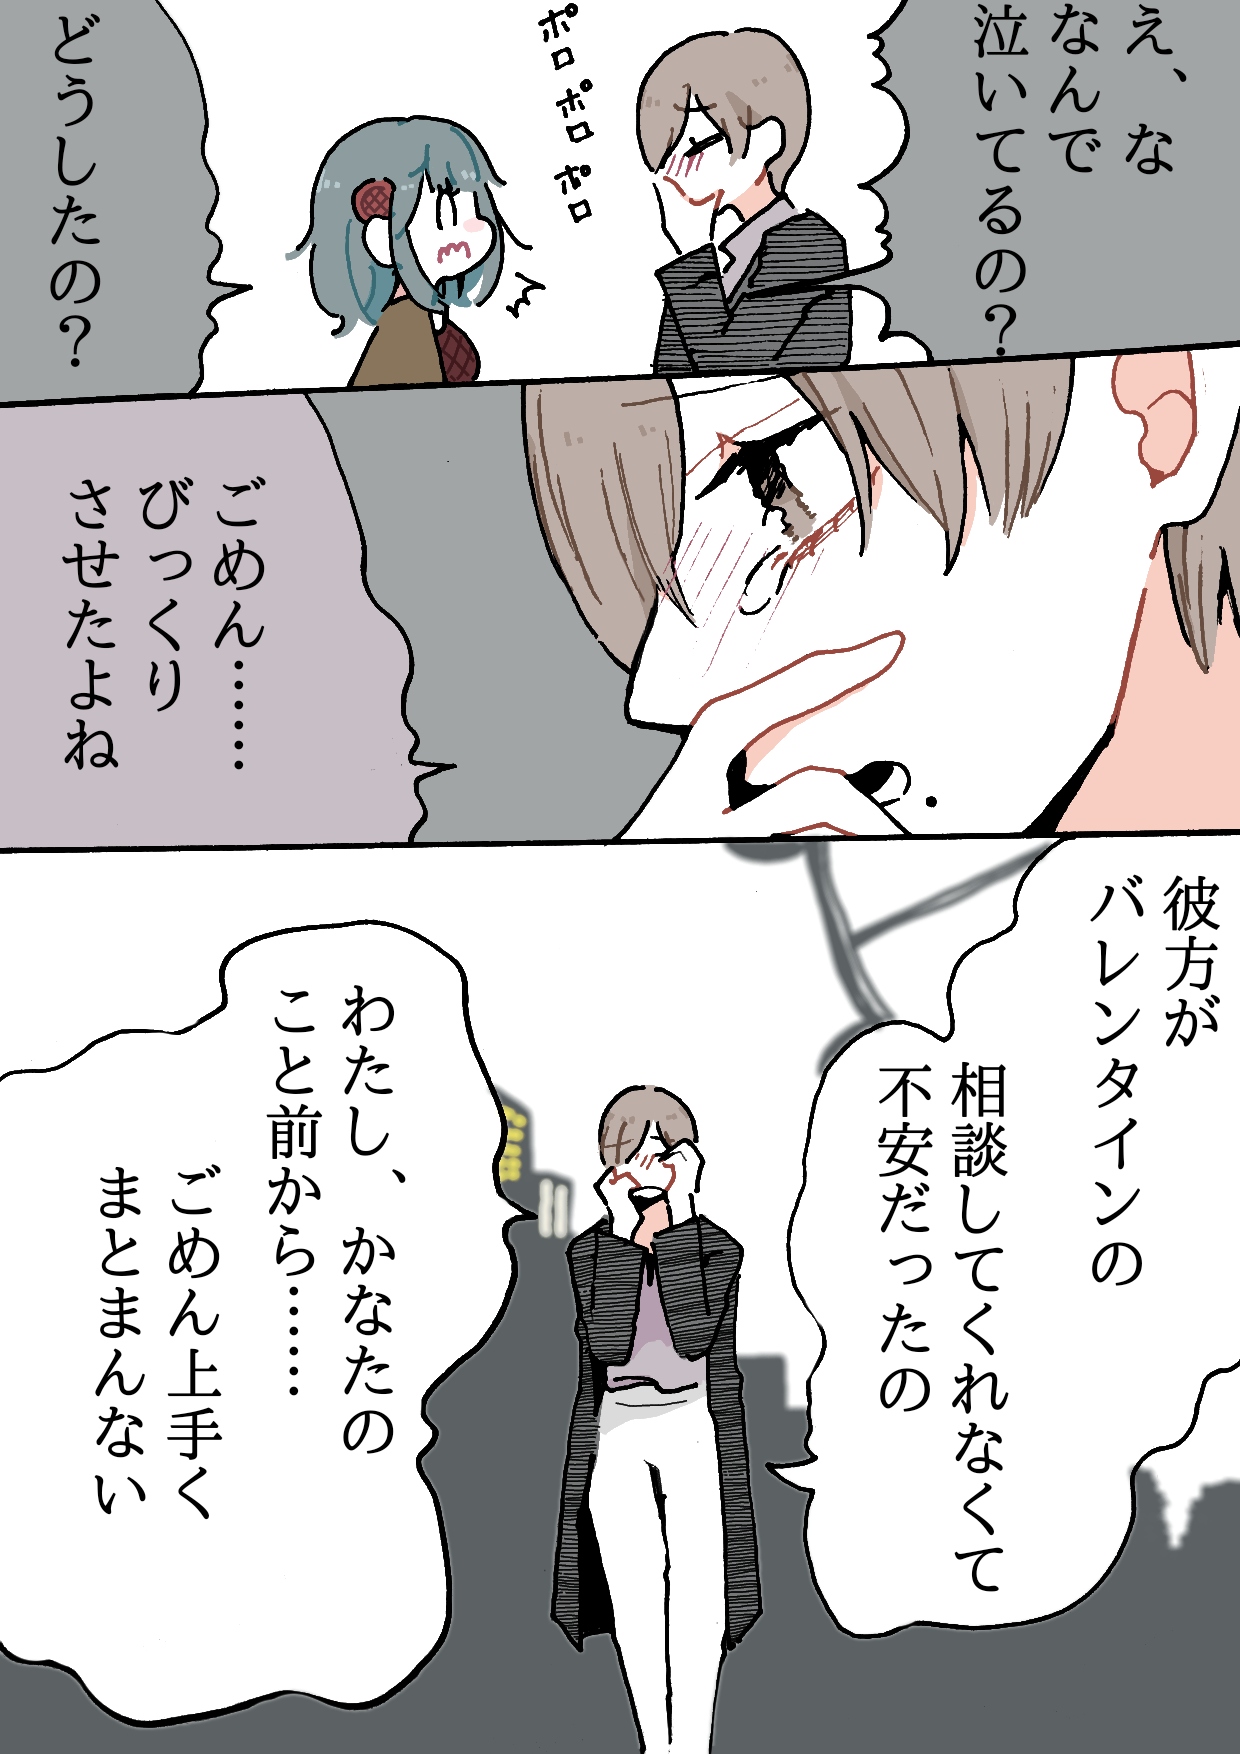 え、な
なんで
泣いてるの?
ポロ
ポロ
ポロ
どうしたの?
ごめん……
びっくり
させたよね
彼方が
バレンタインの
相談してくれなくて
不安だったの
わたし、かなたの
こと前から……
ごめん上手く
まとまんない